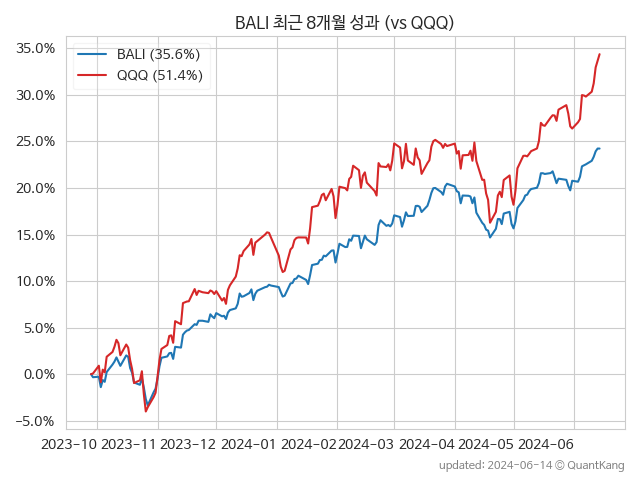 BALI 최근 8개월 성과 (vs QQQ)
BALI (35.6%)
QQQ (51.4%)
35.0%
30.0%
25.0%
20.0%
15.0%
10.0%
5.0%
0.0%
−5.0%
2023-10 2023-11 2023-12 2024-01 2024-02 2024-03 2024-04 2024-05 2024-06
updated: 2024-06-14 © QuantKang